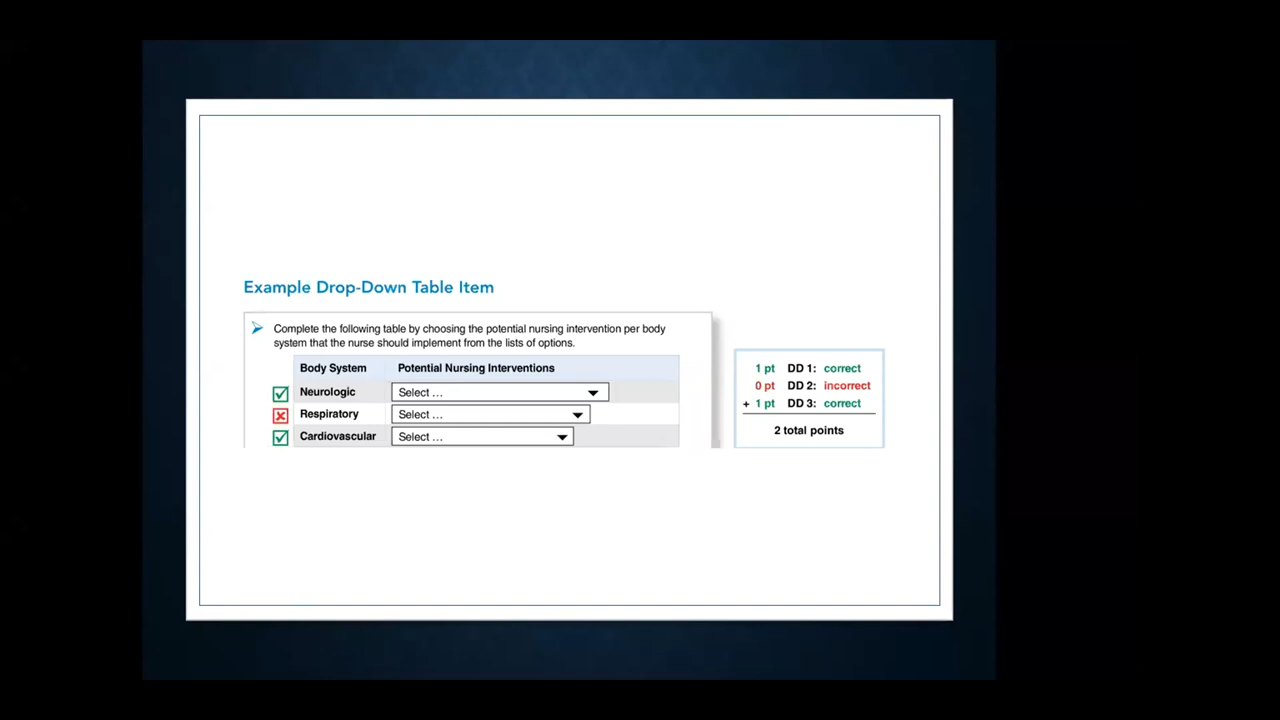 Example Drop-Down Table Item
Complete the following table by choosing the potential nursing intervention per body
system that the nurse should implement from the lists of options.
Body System Potential Nursing Interventions
Neurologic Select ...
Respiratory Select ...
Cardiovascular Select ...
1 pt DD 1: correct
0 pt DD 2: incorrect
+ 1 pt DD 3: correct
2 total points